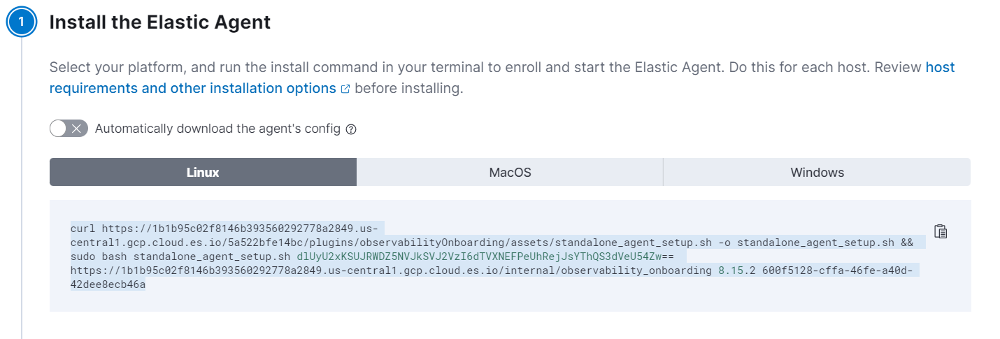 1
Install the Elastic Agent
Select your platform, and run the install command in your terminal to enroll and start the Elastic Agent. Do this for each host. Review host
requirements and other installation options before installing.
Automatically download the agent's config
Linux
MacOS
Windows
curl https://1b1b95c02f8146b393560292778a2849.us-
central1.gcp.cloud.es.io/5a522bfe14bc/plugins/observabilityOnboarding/assets/standalone_agent_setup.sh -o standalone_agent_setup.sh &&
sudo bash standalone_agent_setup.sh dlUyU2xKSUJRWDZ5NVJkSVJ2VzI6dTVXNEFPeUhRejJsYThQS3dVeU54Zw==
https://1b1b95c02f8146b393560292778a2849.us-central1.gcp.cloud.es.io/internal/observability_onboarding 8.15.2 600f5128-cffa-46fe-a40d-
42dee8ecb46a